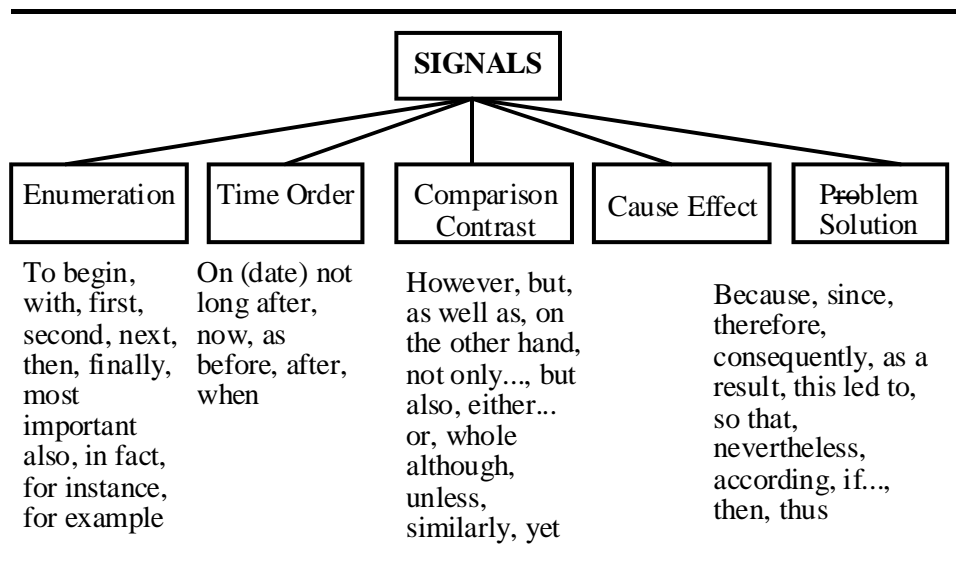 SIGNALS
Enumeration
Time Order
Comparison
Contrast
Cause Effect
Problem
Solution
To begin,
with, first,
second, next,
then, finally,
most
important
also, in fact,
for instance,
for example
On (date) not
long after,
now, as
before, after,
when
However, but,
as well as, on
the other hand,
not only..., but
also, either...
or, whole
although,
unless,
similarly, yet
Because, since,
therefore,
consequently, as a
result, this led to,
so that,
nevertheless,
according, if...,
then, thus